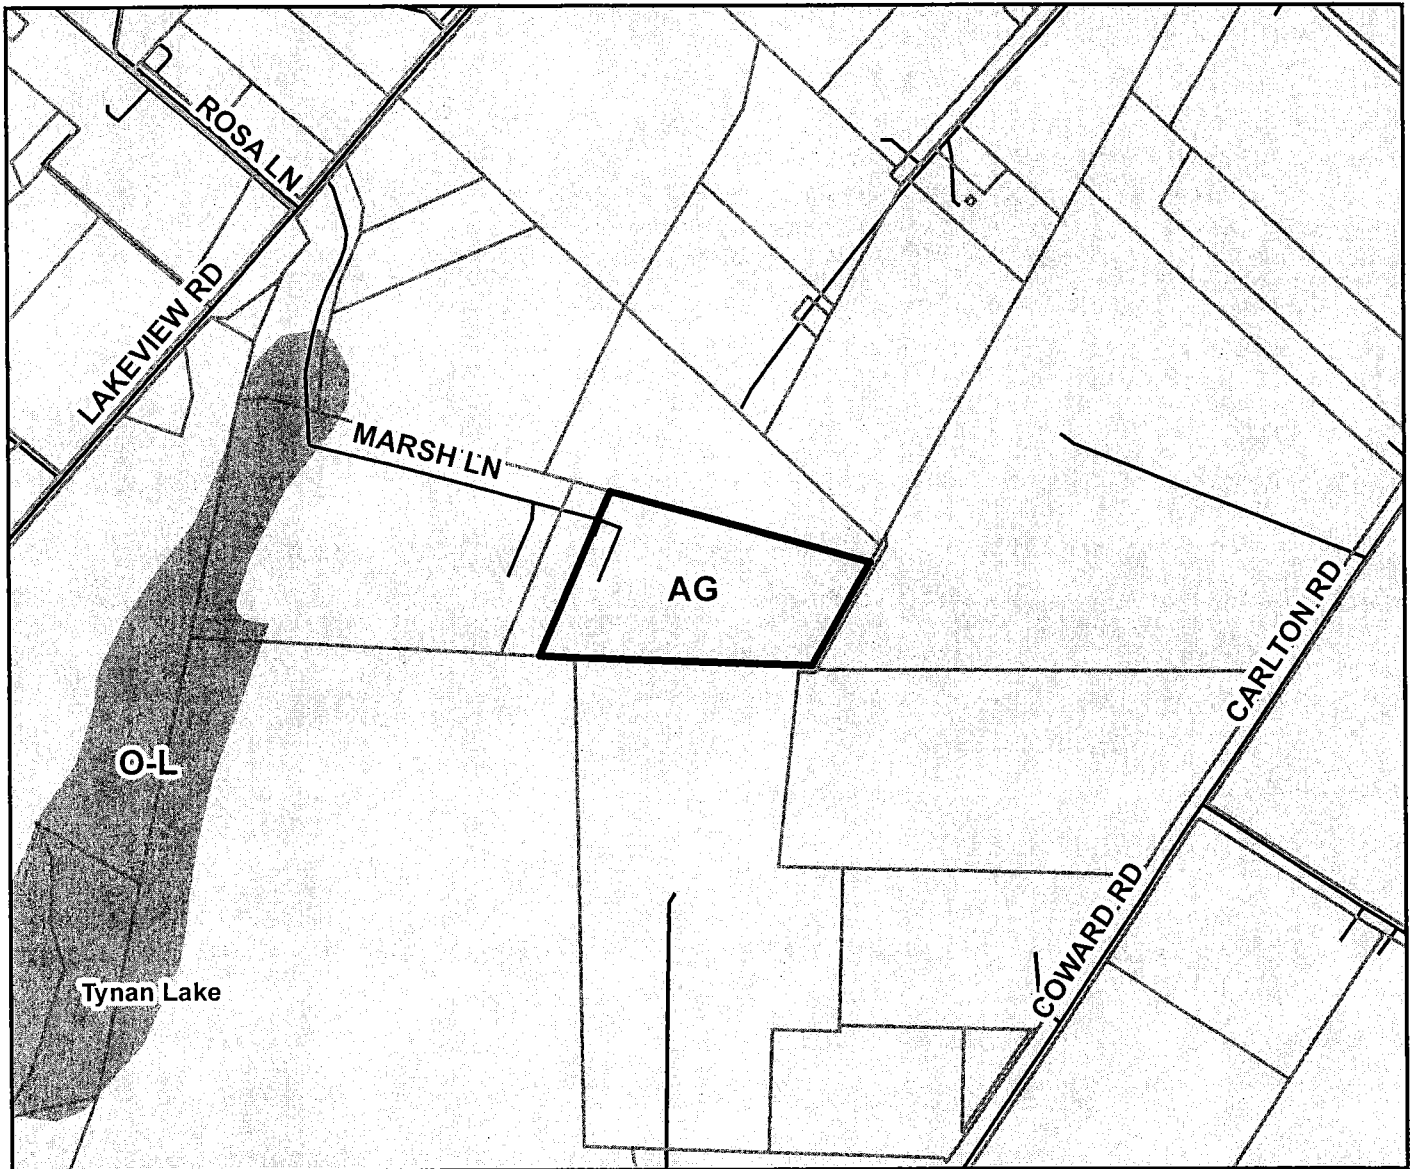 ROSA LN
LAKEVIEW RD
MARSH LN
AG
CARLTON RD
O-L
COWARD RD
Tynan Lake